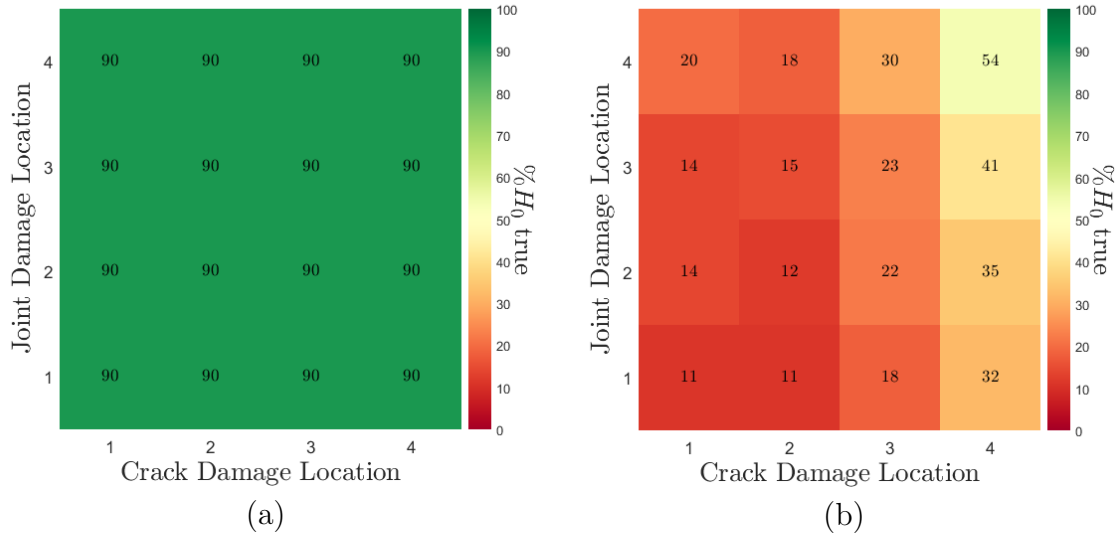 4
90 90 90 90
3
90 90 90 90
2
90 90 90 90
1
90 90 90 90
1 2 3 4
Joint Damage Location
Crack Damage Location
100
90
80
70
60
50
40
30
20
10
0
%H₀ true
(a)
4
20 18 30 54
3
14 15 23 41
2
14 12 22 35
1
11 11 18 32
1 2 3 4
Joint Damage Location
Crack Damage Location
100
90
80
70
60
50
40
30
20
10
0
%H₀ true
(b)